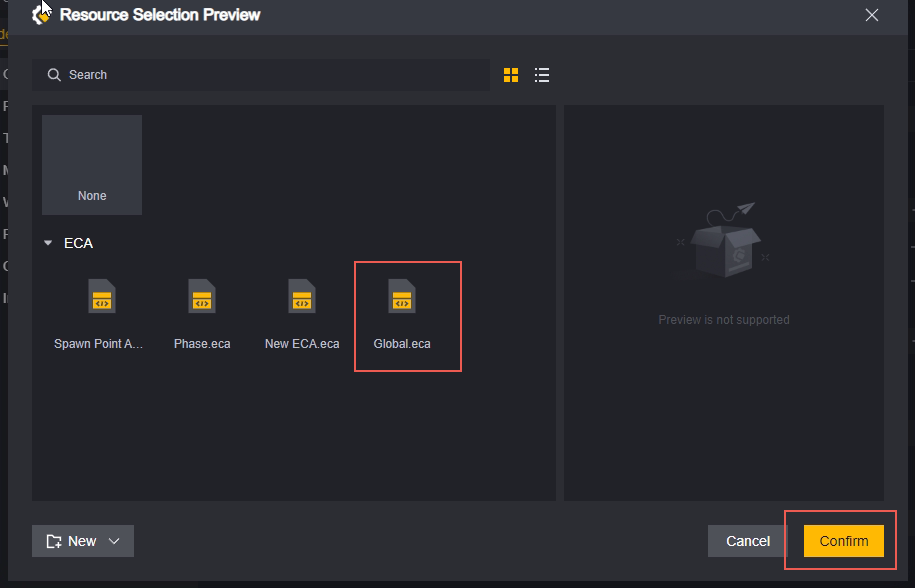 Resource Selection Preview
Search
None
ECA
Spawn Point A...
Phase.eca
New ECA.eca
Global.eca
Preview is not supported
New
Cancel
Confirm